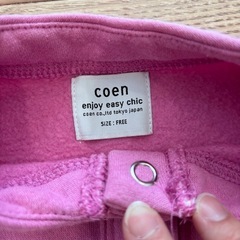 coen
enjoy easy chic
coen co.,ltd tokyo japan
SIZE : FREE